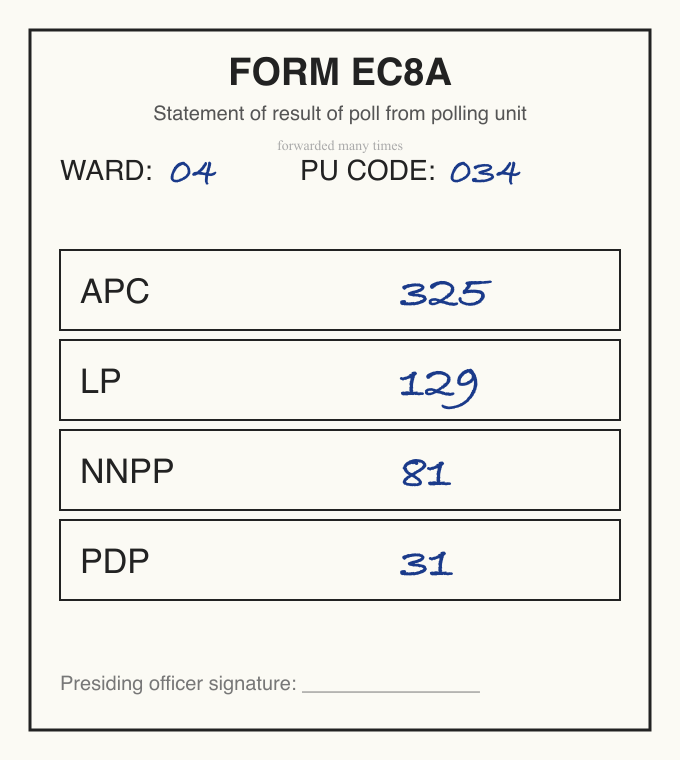 FORM EC8A
Statement of result of poll from polling unit
forwarded many times
WARD: 04 PU CODE: 034
APC 325
LP 129
NNPP 81
PDP 31
Presiding officer signature: